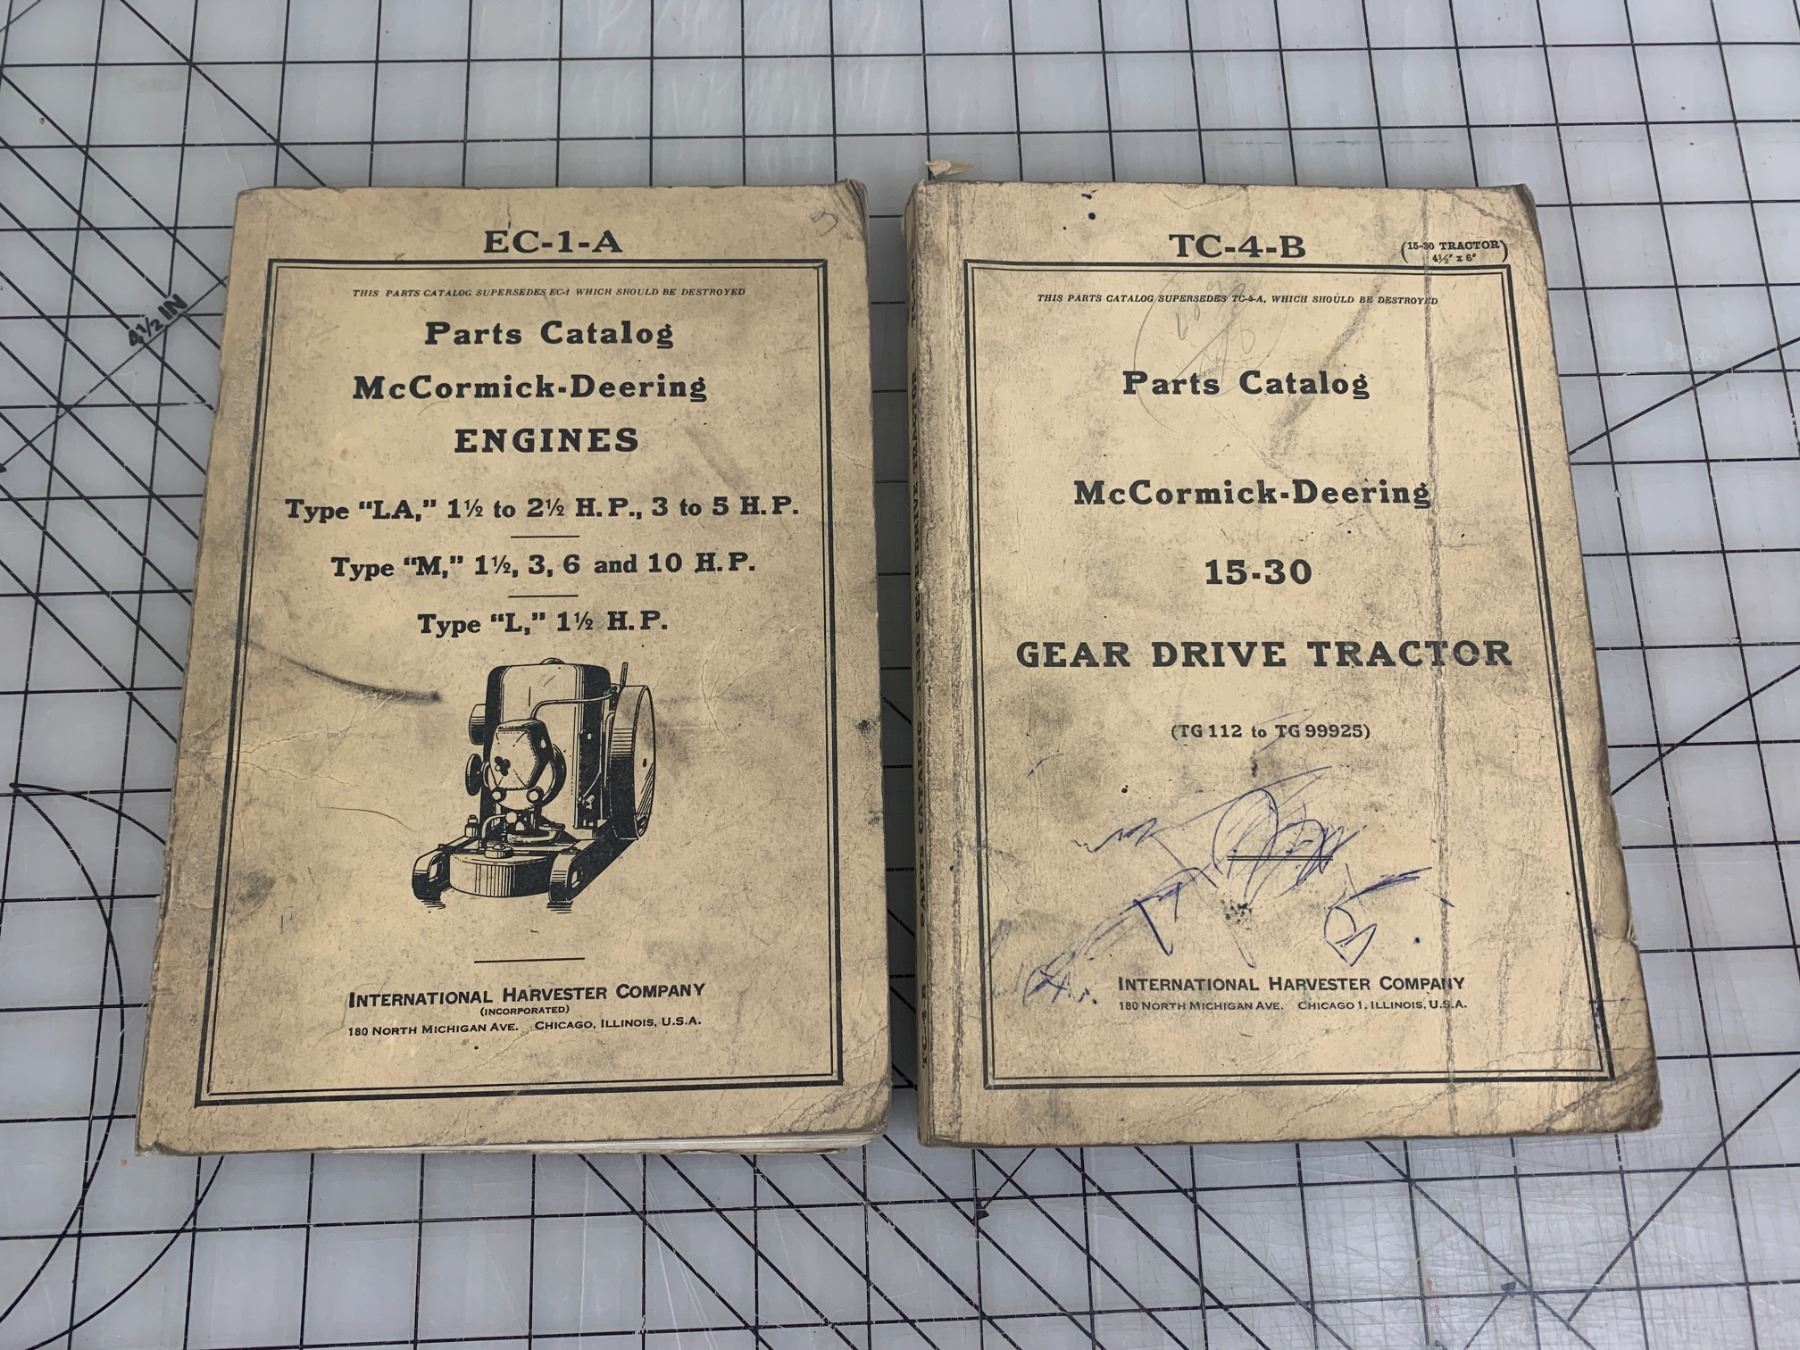 4 1/2 IN
EC-1-A
THIS PARTS CATALOG SUPERSEDES EC-1 WHICH SHOULD BE DESTROYED
Parts Catalog
McCormick-Deering
ENGINES
Type "LA," 1½ to 2½ H.P., 3 to 5 H.P.
Type "M," 1½, 3, 6 and 10 H.P.
Type "L," 1½ H.P.
INTERNATIONAL HARVESTER COMPANY
(INCORPORATED)
180 NORTH MICHIGAN AVE. CHICAGO, ILLINOIS, U.S.A.
TC-4-B
(15-30 TRACTOR
4½" x 6")
THIS PARTS CATALOG SUPERSEDES TC-4-A, WHICH SHOULD BE DESTROYED
Parts Catalog
McCormick-Deering
15-30
GEAR DRIVE TRACTOR
(TG 112 to TG 99925)
INTERNATIONAL HARVESTER COMPANY
180 NORTH MICHIGAN AVE. CHICAGO 1, ILLINOIS, U.S.A.